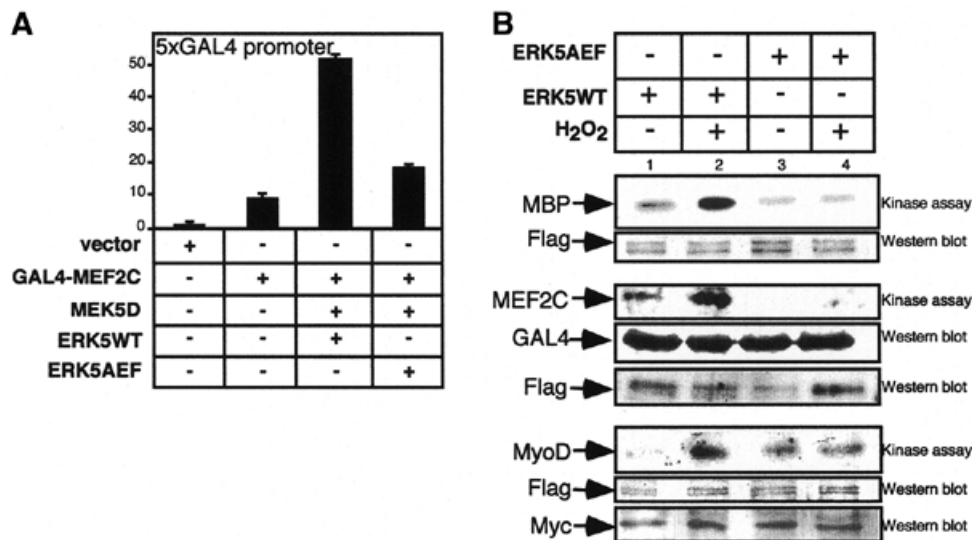 A
5xGAL4 promoter
50
40
30
20
10
0
vector + - - -
GAL4-MEF2C - + + +
MEK5D - - + +
ERK5WT - - + -
ERK5AEF - - - +
B
ERK5AEF - - + +
ERK5WT + + - -
H2O2 - + - +
1 2 3 4
MBP Kinase assay
Flag Western blot
MEF2C Kinase assay
GAL4 Western blot
Flag Western blot
MyoD Kinase assay
Flag Western blot
Myc Western blot